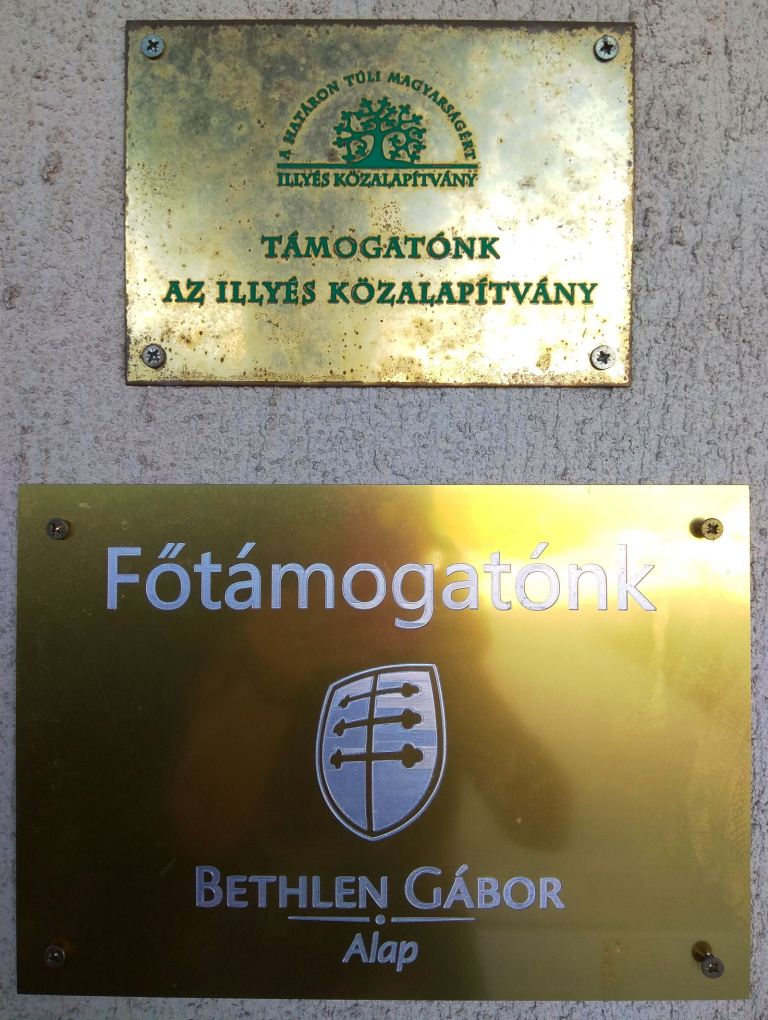 A HATÁRON TÚLI MAGYARSÁGÉRT
ILLYÉS KÖZALAPÍTVÁNY
TÁMOGATÓNK
AZ ILLYÉS KÖZALAPÍTVÁNY
Főtámogatónk
BETHLEN GÁBOR
Alap